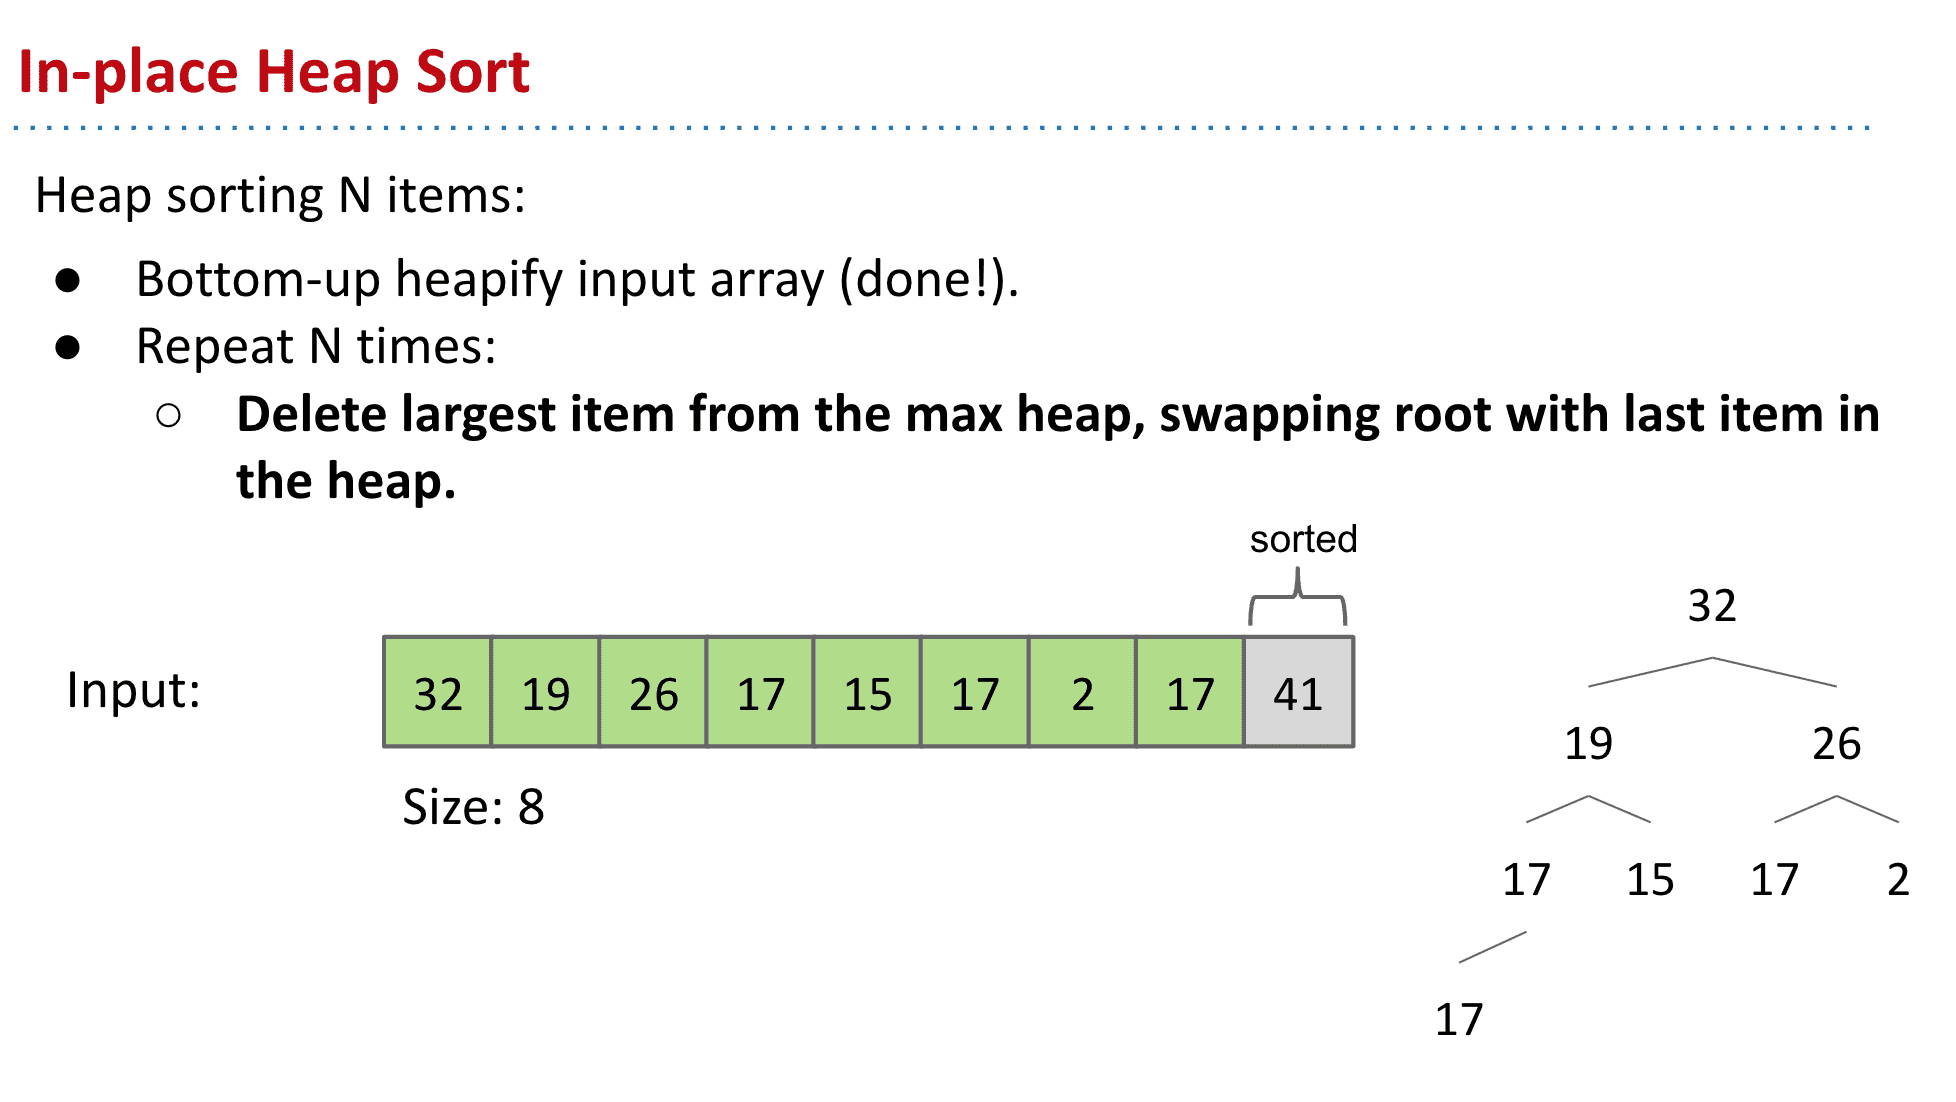 In-place Heap Sort
Heap sorting N items:
● Bottom-up heapify input array (done!).
● Repeat N times:
○ Delete largest item from the max heap, swapping root with last item in
the heap.
sorted
Input: 32 19 26 17 15 17 2 17 41
Size: 8
32
19 26
17 15 17 2
17